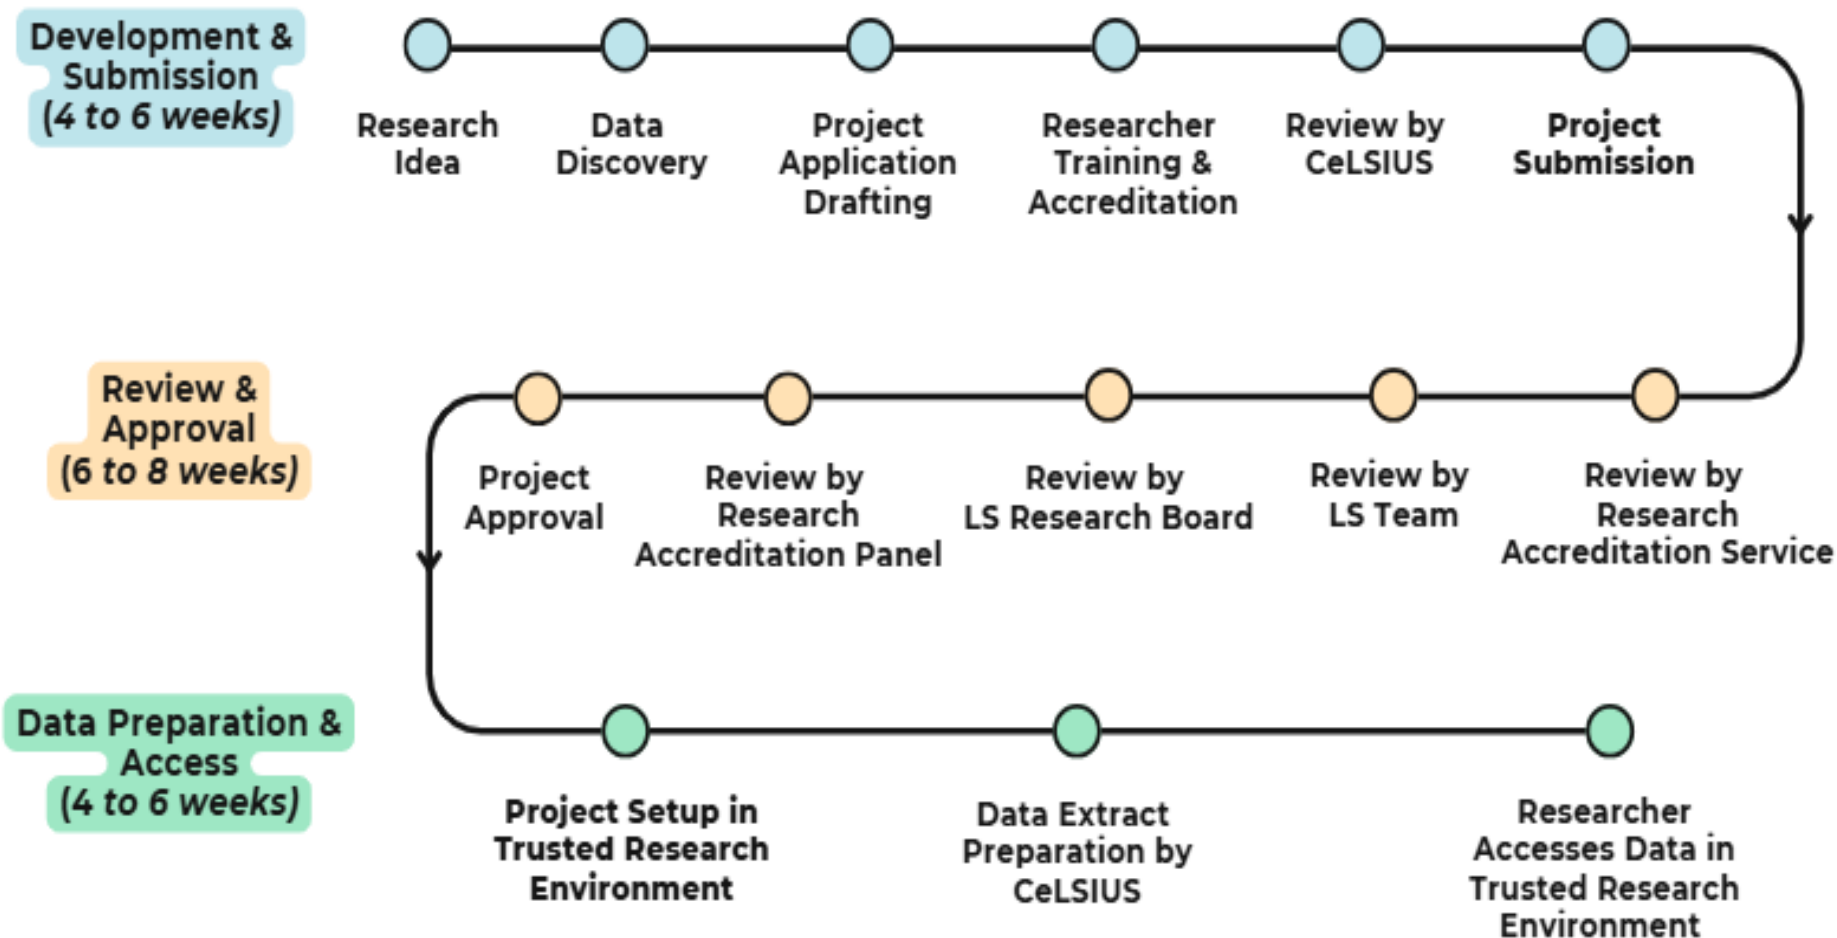 Development &
Submission
(4 to 6 weeks)
Research
Idea
Data
Discovery
Project
Application
Drafting
Researcher
Training &
Accreditation
Review by
CeLSIUS
Project
Submission
Review &
Approval
(6 to 8 weeks)
Project
Approval
Review by
Research
Accreditation Panel
Review by
LS Research Board
Review by
LS Team
Review by
Research
Accreditation Service
Data Preparation &
Access
(4 to 6 weeks)
Project Setup in
Trusted Research
Environment
Data Extract
Preparation by
CeLSIUS
Researcher
Accesses Data in
Trusted Research
Environment